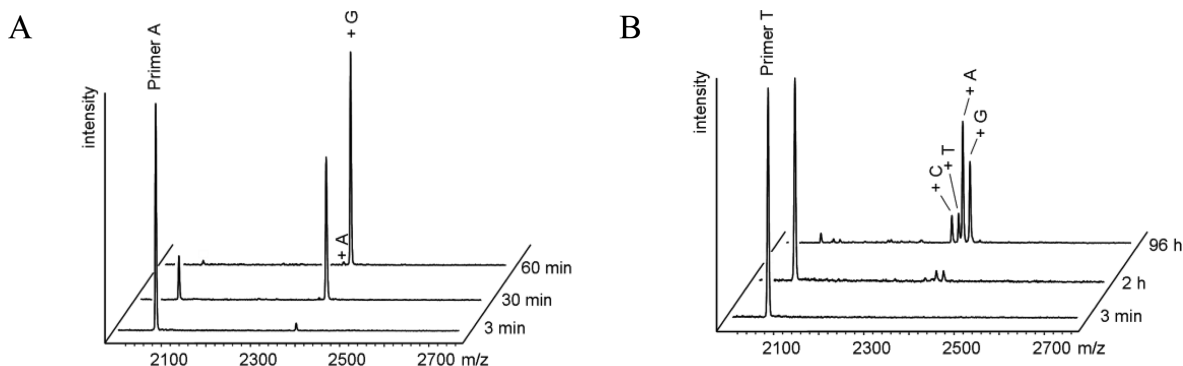 A
intensity
Primer A
+ A
+ G
60 min
30 min
3 min
2100
2300
2500
2700 m/z
B
intensity
Primer T
+ C
+ T
+ A
+ G
96 h
2 h
3 min
2100
2300
2500
2700 m/z